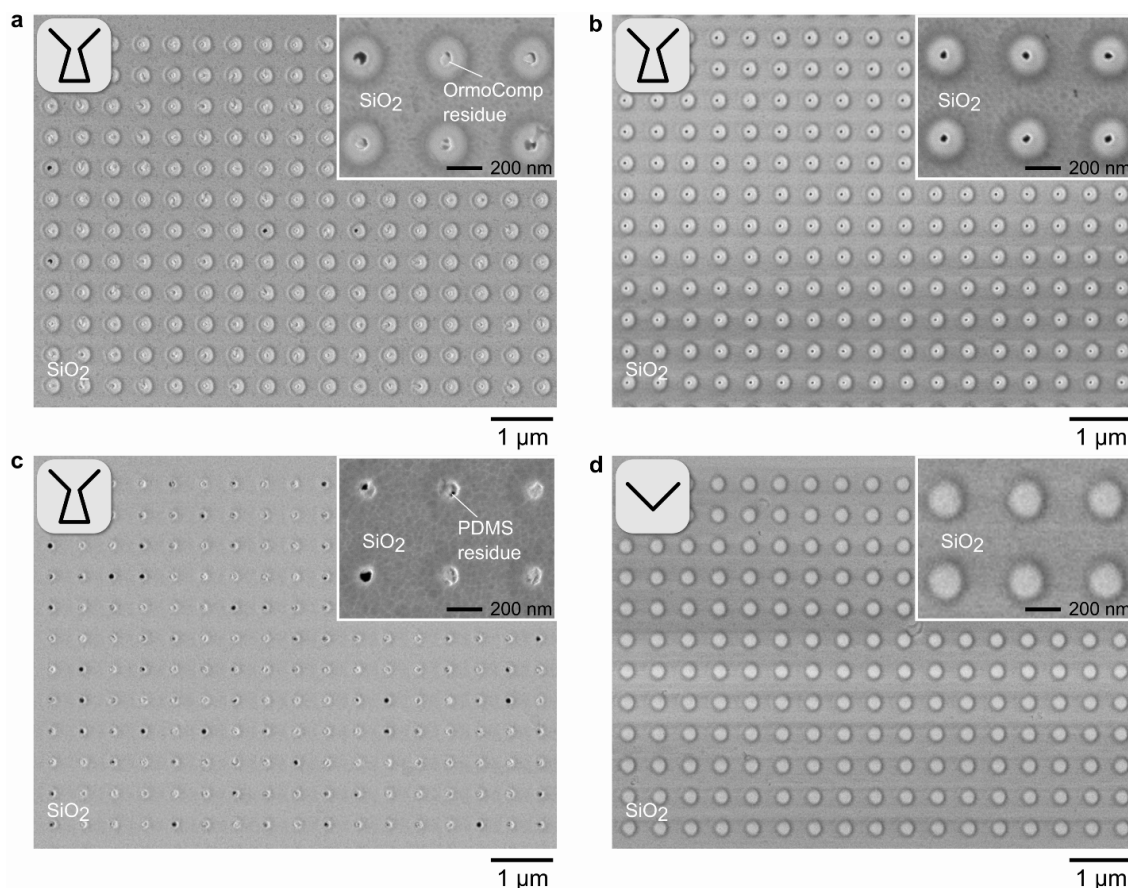 a
OrmoComp
residue
SiO2
200 nm
SiO2
1 µm
b
SiO2
200 nm
SiO2
1 µm
c
PDMS
residue
SiO2
200 nm
SiO2
1 µm
d
SiO2
200 nm
SiO2
1 µm